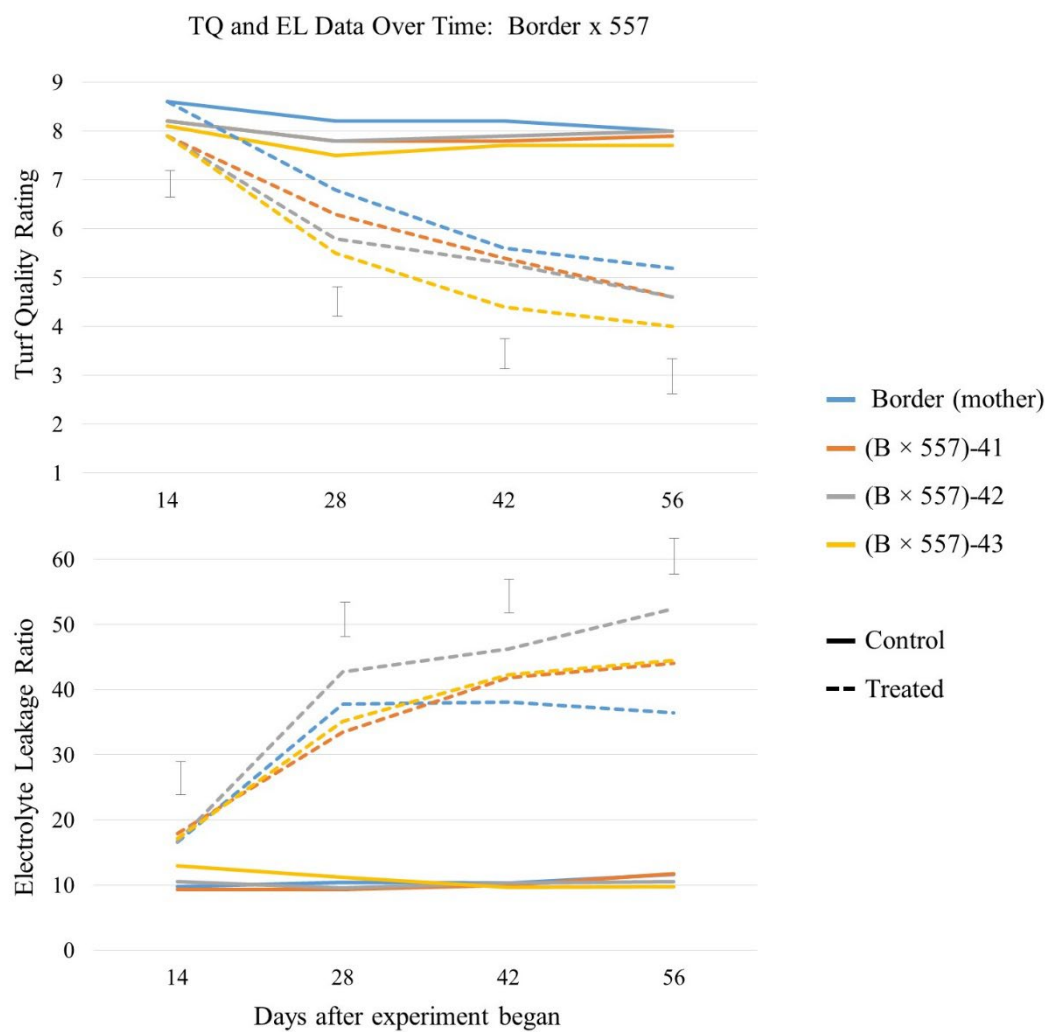 TQ and EL Data Over Time: Border x 557
Turf Quality Rating
9
8
7
6
5
4
3
2
1
14 28 42 56
Electrolyte Leakage Ratio
60
50
40
30
20
10
0
14 28 42 56
Days after experiment began
Border (mother)
(B × 557)-41
(B × 557)-42
(B × 557)-43
Control
Treated